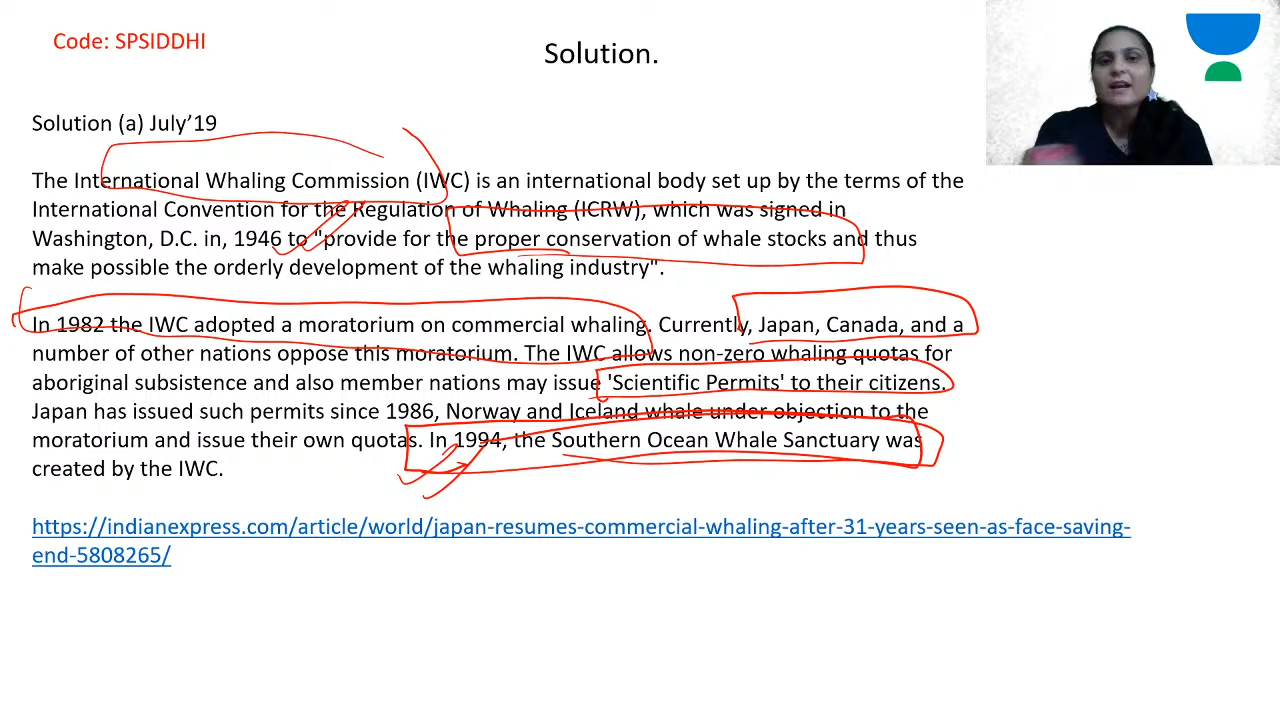 Code: SPSIDDHI
Solution.
Solution (a) July’19
The International Whaling Commission (IWC) is an international body set up by the terms of the
International Convention for the Regulation of Whaling (ICRW), which was signed in
Washington, D.C. in, 1946 to "provide for the proper conservation of whale stocks and thus
make possible the orderly development of the whaling industry".
In 1982 the IWC adopted a moratorium on commercial whaling. Currently, Japan, Canada, and a
number of other nations oppose this moratorium. The IWC allows non-zero whaling quotas for
aboriginal subsistence and also member nations may issue 'Scientific Permits' to their citizens.
Japan has issued such permits since 1986, Norway and Iceland whale under objection to the
moratorium and issue their own quotas. In 1994, the Southern Ocean Whale Sanctuary was
created by the IWC.
https://indianexpress.com/article/world/japan-resumes-commercial-whaling-after-31-years-seen-as-face-saving-
end-5808265/